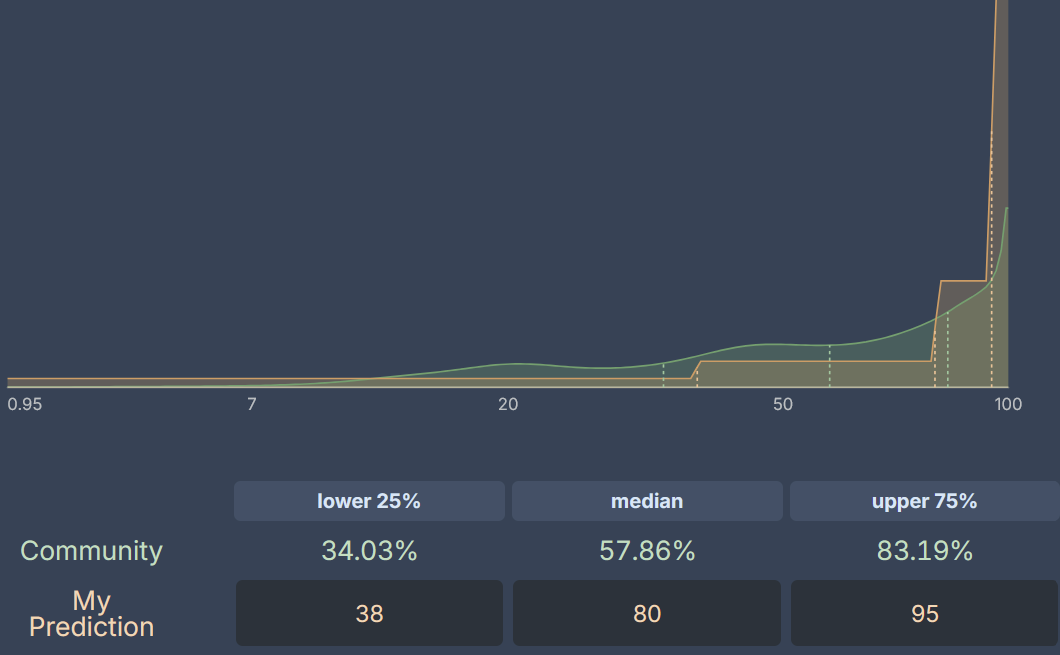 0.95 7 20 50 100
lower 25% median upper 75%
Community 34.03% 57.86% 83.19%
My
Prediction 38 80 95